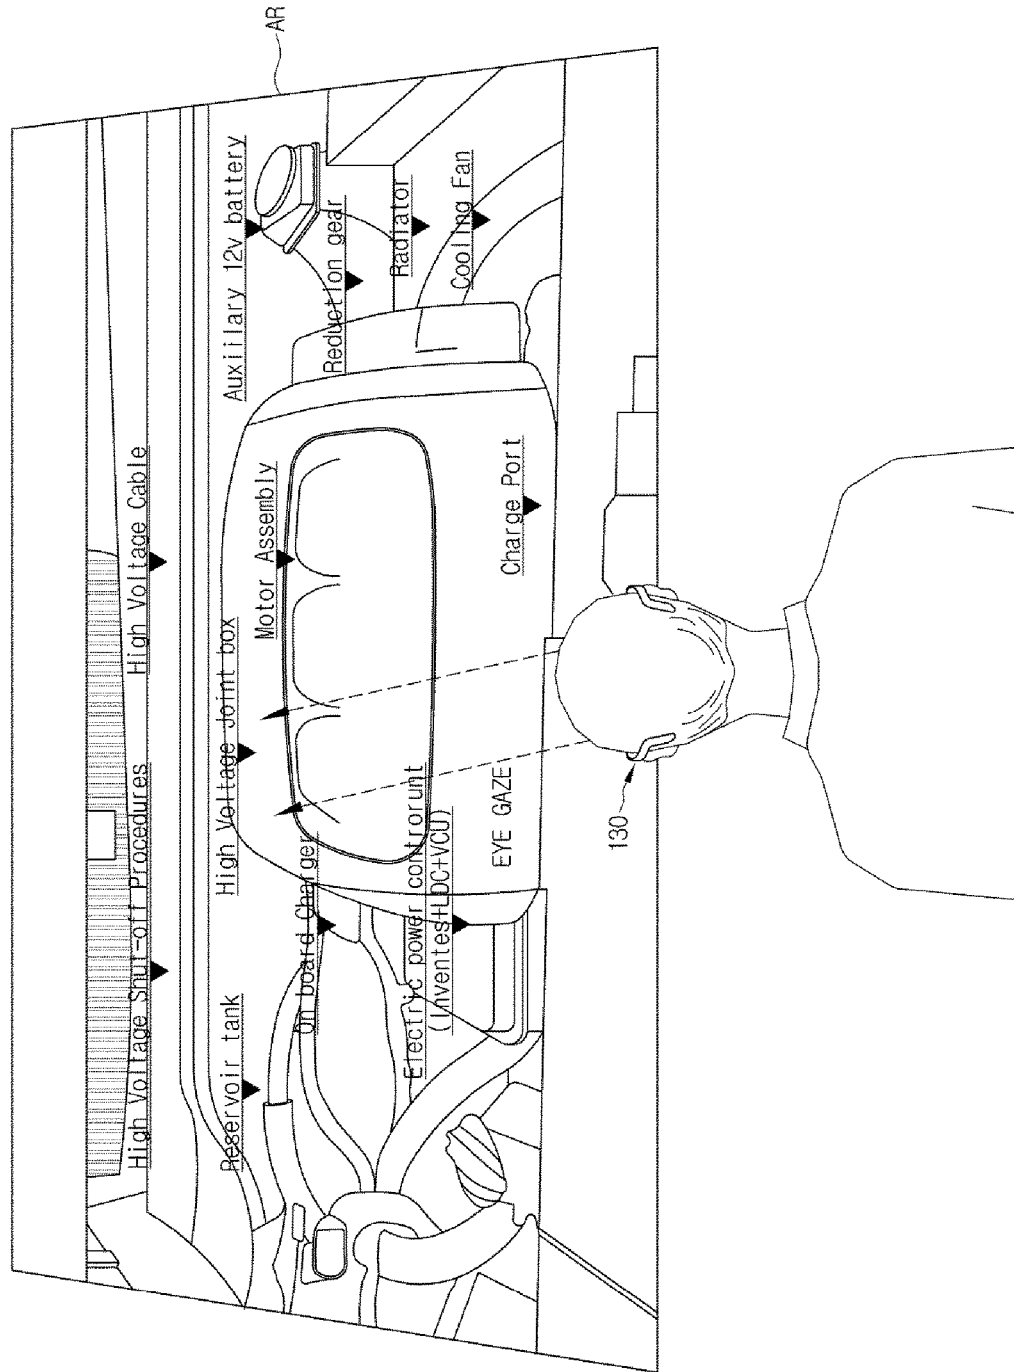 High Voltage Shut-off Procedures
High Voltage Cable
Reservoir tank
High Voltage Joint box
Auxiliary 12v battery
AR
Motor Assembly
On board Charger
Reduction gear
Radiator
Electric power controrunt
(Inventes+LDC+VCU)
Cooling Fan
EYE GAZE
Charge Port
130